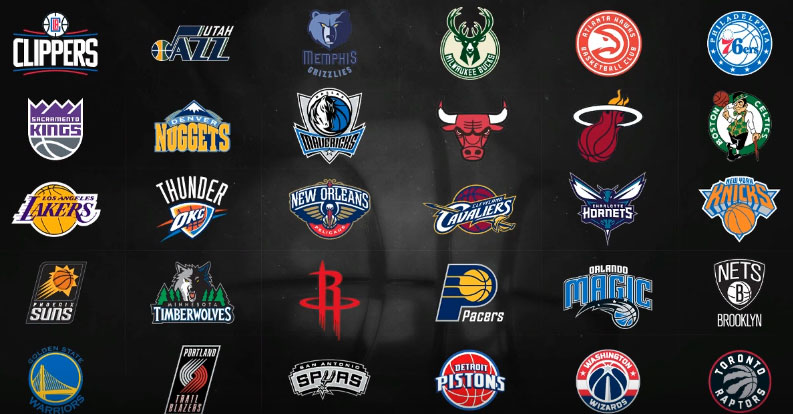 CLIPPERS
UTAH
JAZZ
MEMPHIS
GRIZZLIES
MILWAUKEE BUCKS
ATLANTA HAWKS
BASKETBALL CLUB
PHILADELPHIA
76ers
SACRAMENTO
KINGS
DENVER
NUGGETS
MAVERICKS
BOSTON
CELTICS
LOS ANGELES
LAKERS
THUNDER
OKC
NEW ORLEANS
PELICANS
CLEVELAND
CAVALIERS
CHARLOTTE
HORNETS
NEW YORK
KNICKS
PHOENIX
SUNS
MINNESOTA
TIMBERWOLVES
R
Pacers
ORLANDO
MAGIC
NETS
B
BROOKLYN
GOLDEN STATE
WARRIORS
PORTLAND
TRAIL BLAZERS
SAN ANTONIO
SPURS
DETROIT
PISTONS
WASHINGTON
WIZARDS
TORONTO
RAPTORS